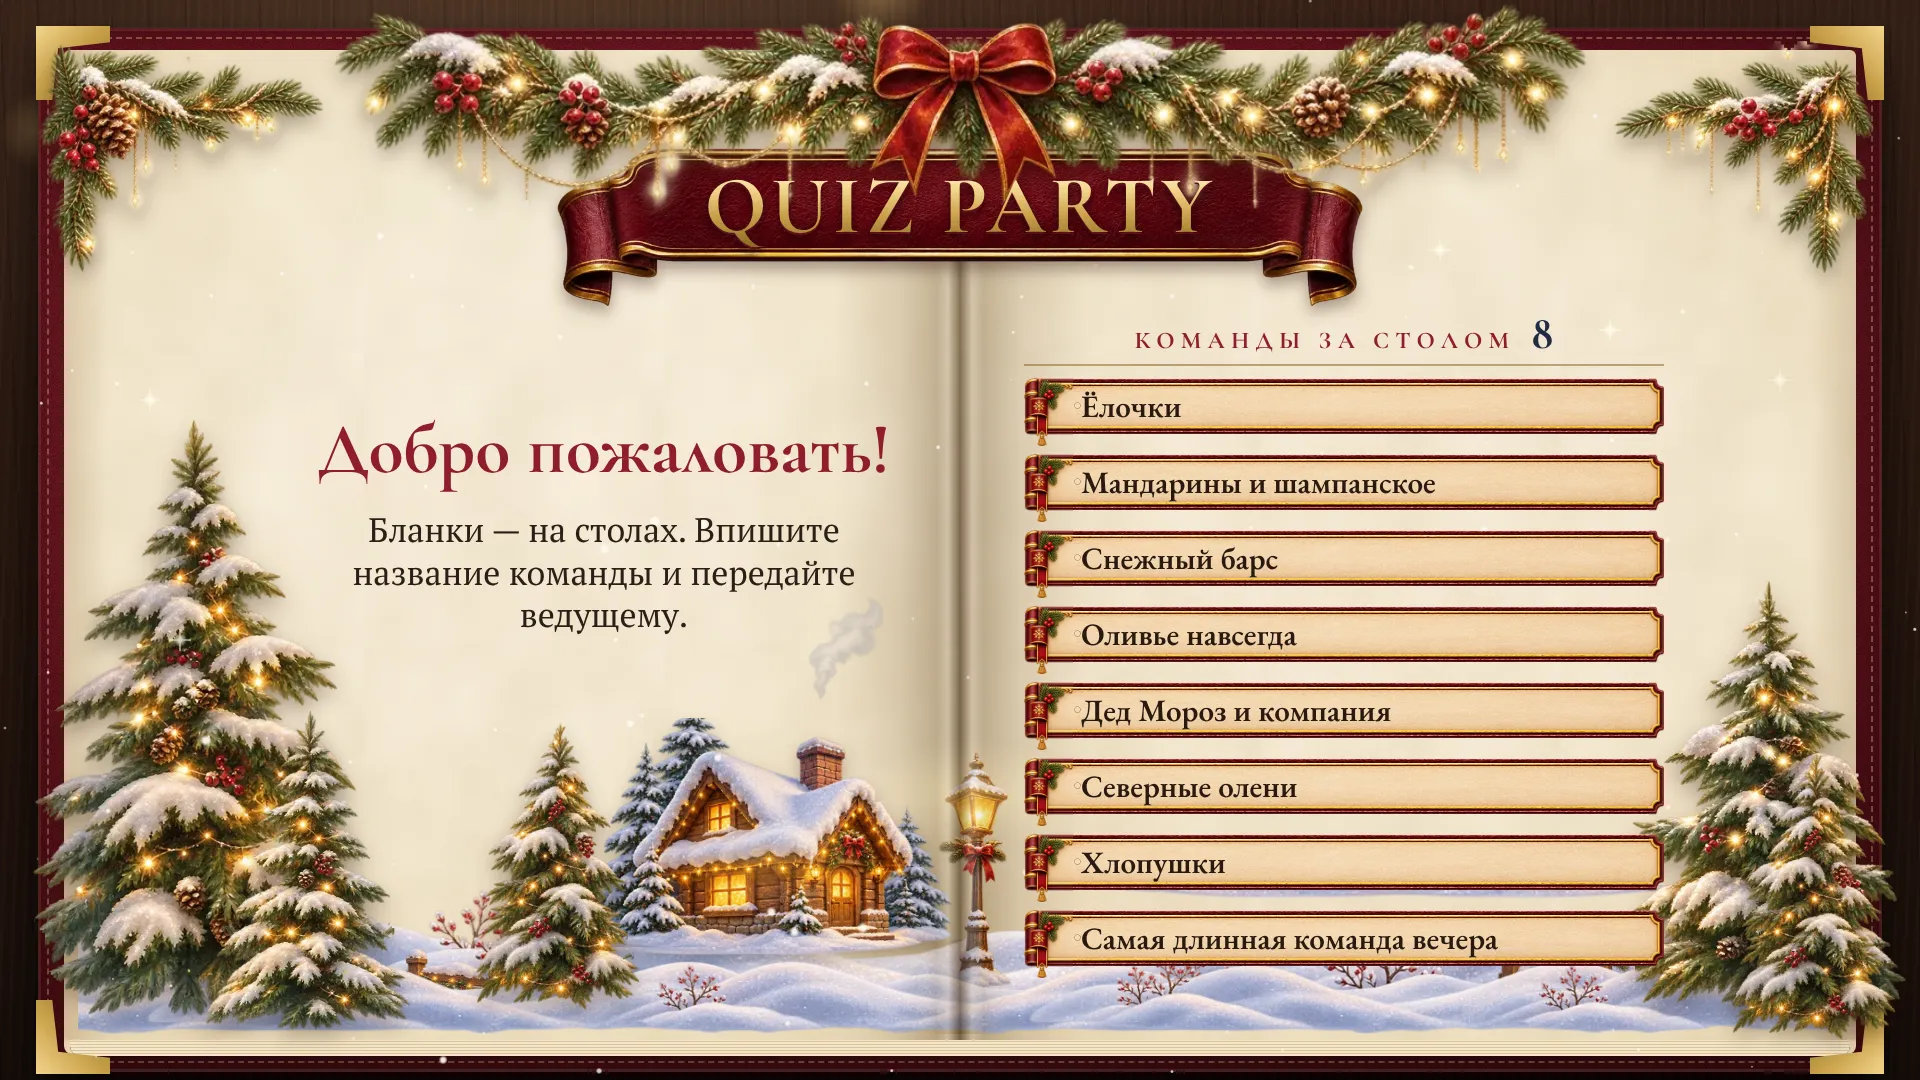 QUIZ PARTY
Добро пожаловать!
Бланки — на столах. Впишите
название команды и передайте
ведущему.
КОМАНДЫ ЗА СТОЛОМ 8
Ёлочки
Мандарины и шампанское
Снежный барс
Оливье навсегда
Дед Мороз и компания
Северные олени
Хлопушки
Самая длинная команда вечера